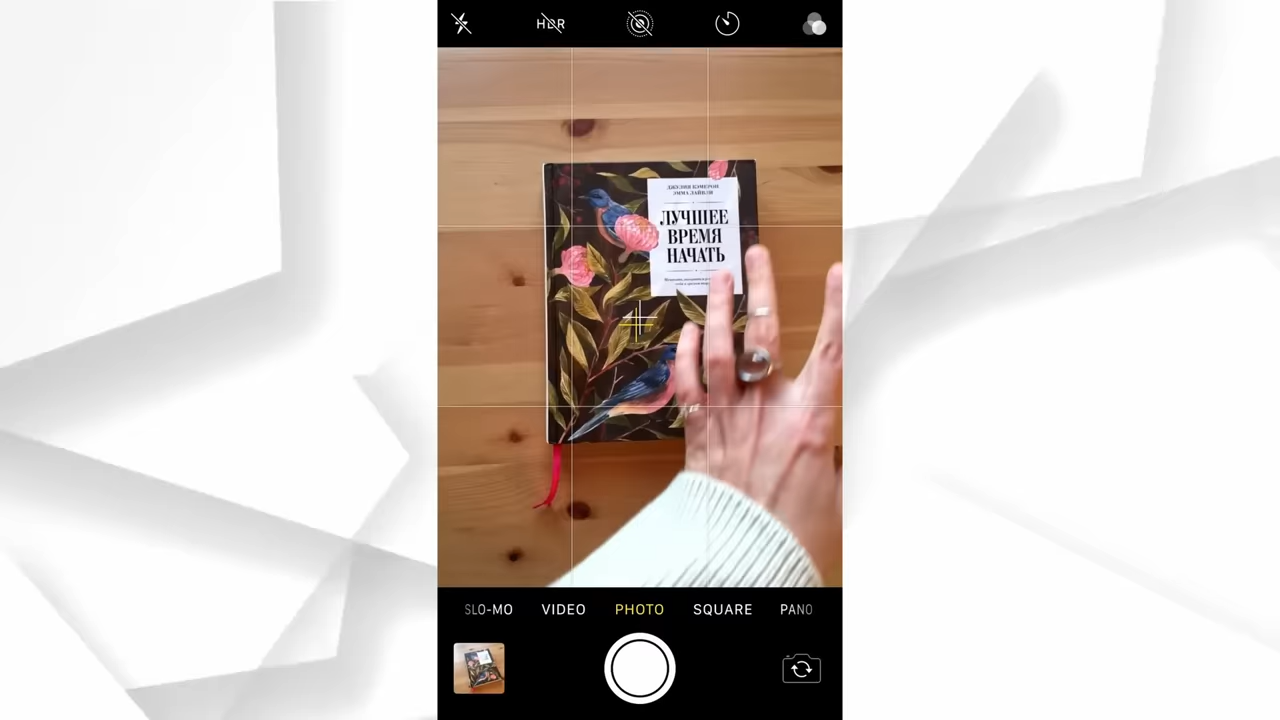 HDR
ДЖУЛИЯ КЭМЕРОН
ЭММА ЛАЙВЛИ
ЛУЧШЕЕ
ВРЕМЯ
НАЧАТЬ
SLO-MO
VIDEO
PHOTO
SQUARE
PANO